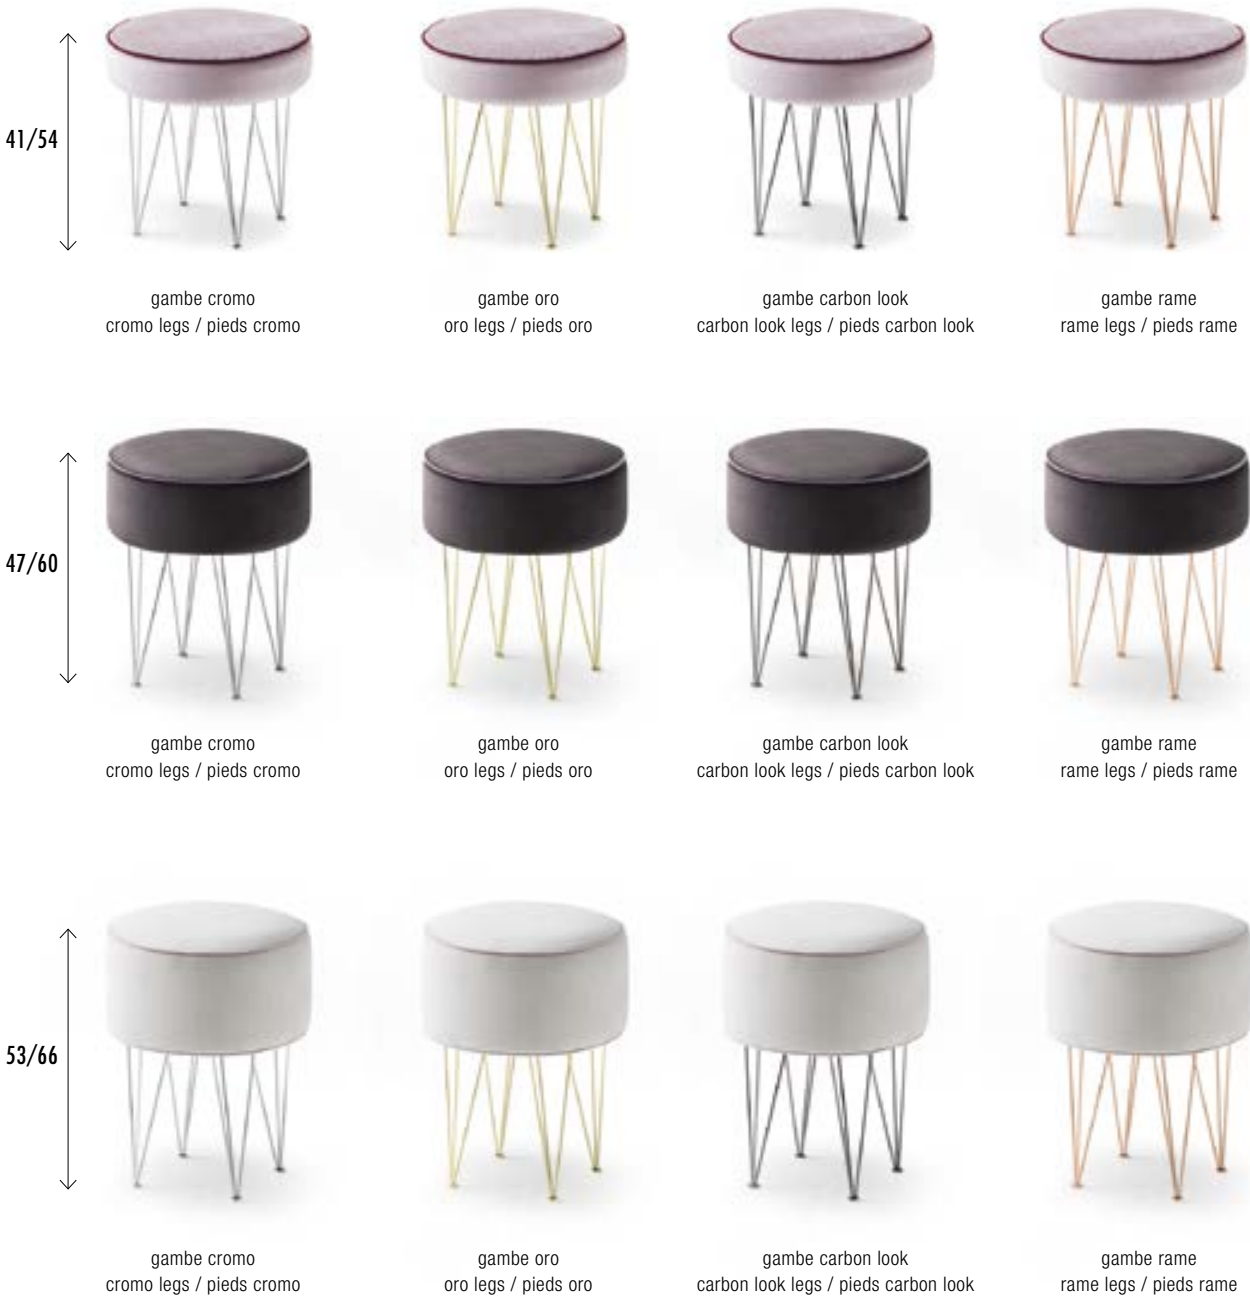 41/54
gambe cromo
cromo legs / pieds cromo
gambe oro
oro legs / pieds oro
gambe carbon look
carbon look legs / pieds carbon look
gambe rame
rame legs / pieds rame
47/60
gambe cromo
cromo legs / pieds cromo
gambe oro
oro legs / pieds oro
gambe carbon look
carbon look legs / pieds carbon look
gambe rame
rame legs / pieds rame
53/66
gambe cromo
cromo legs / pieds cromo
gambe oro
oro legs / pieds oro
gambe carbon look
carbon look legs / pieds carbon look
gambe rame
rame legs / pieds rame